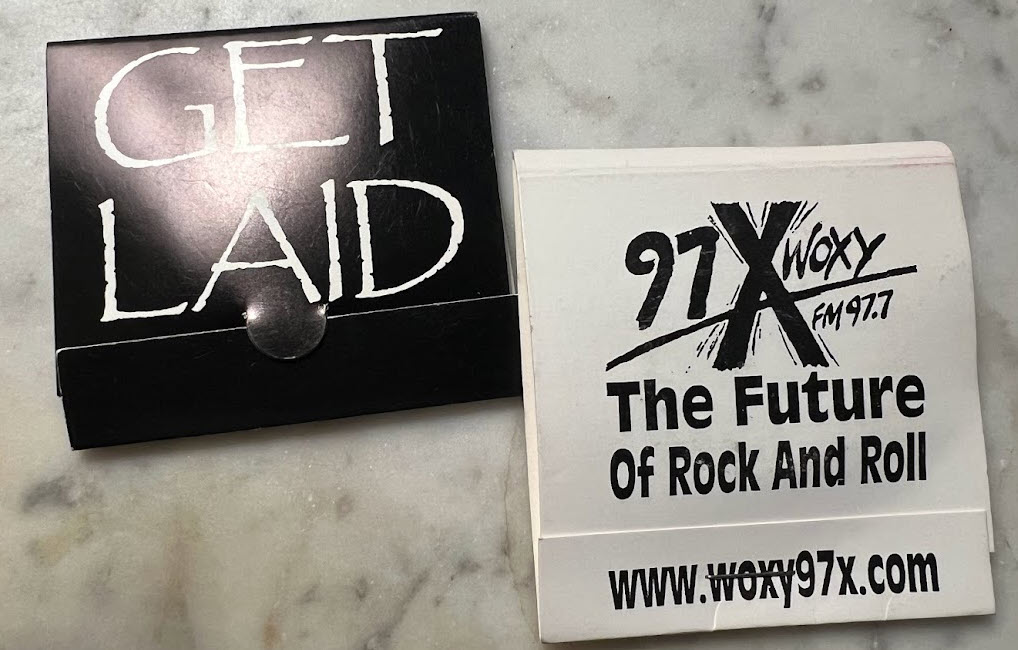 GET
LAID
97X WOXY
FM 97.7
The Future
Of Rock And Roll
www.woxy97x.com